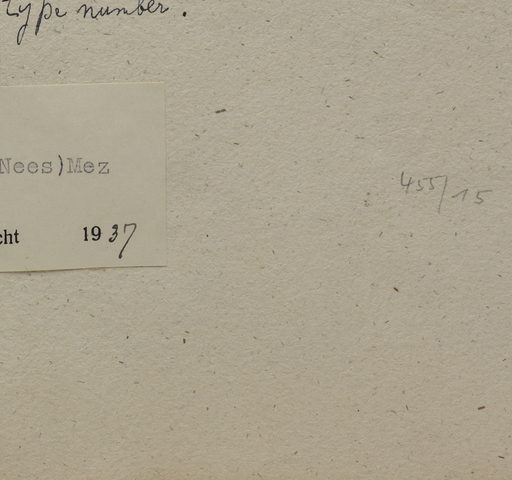 type number.
Nees)Mez
cht 1937
455/15